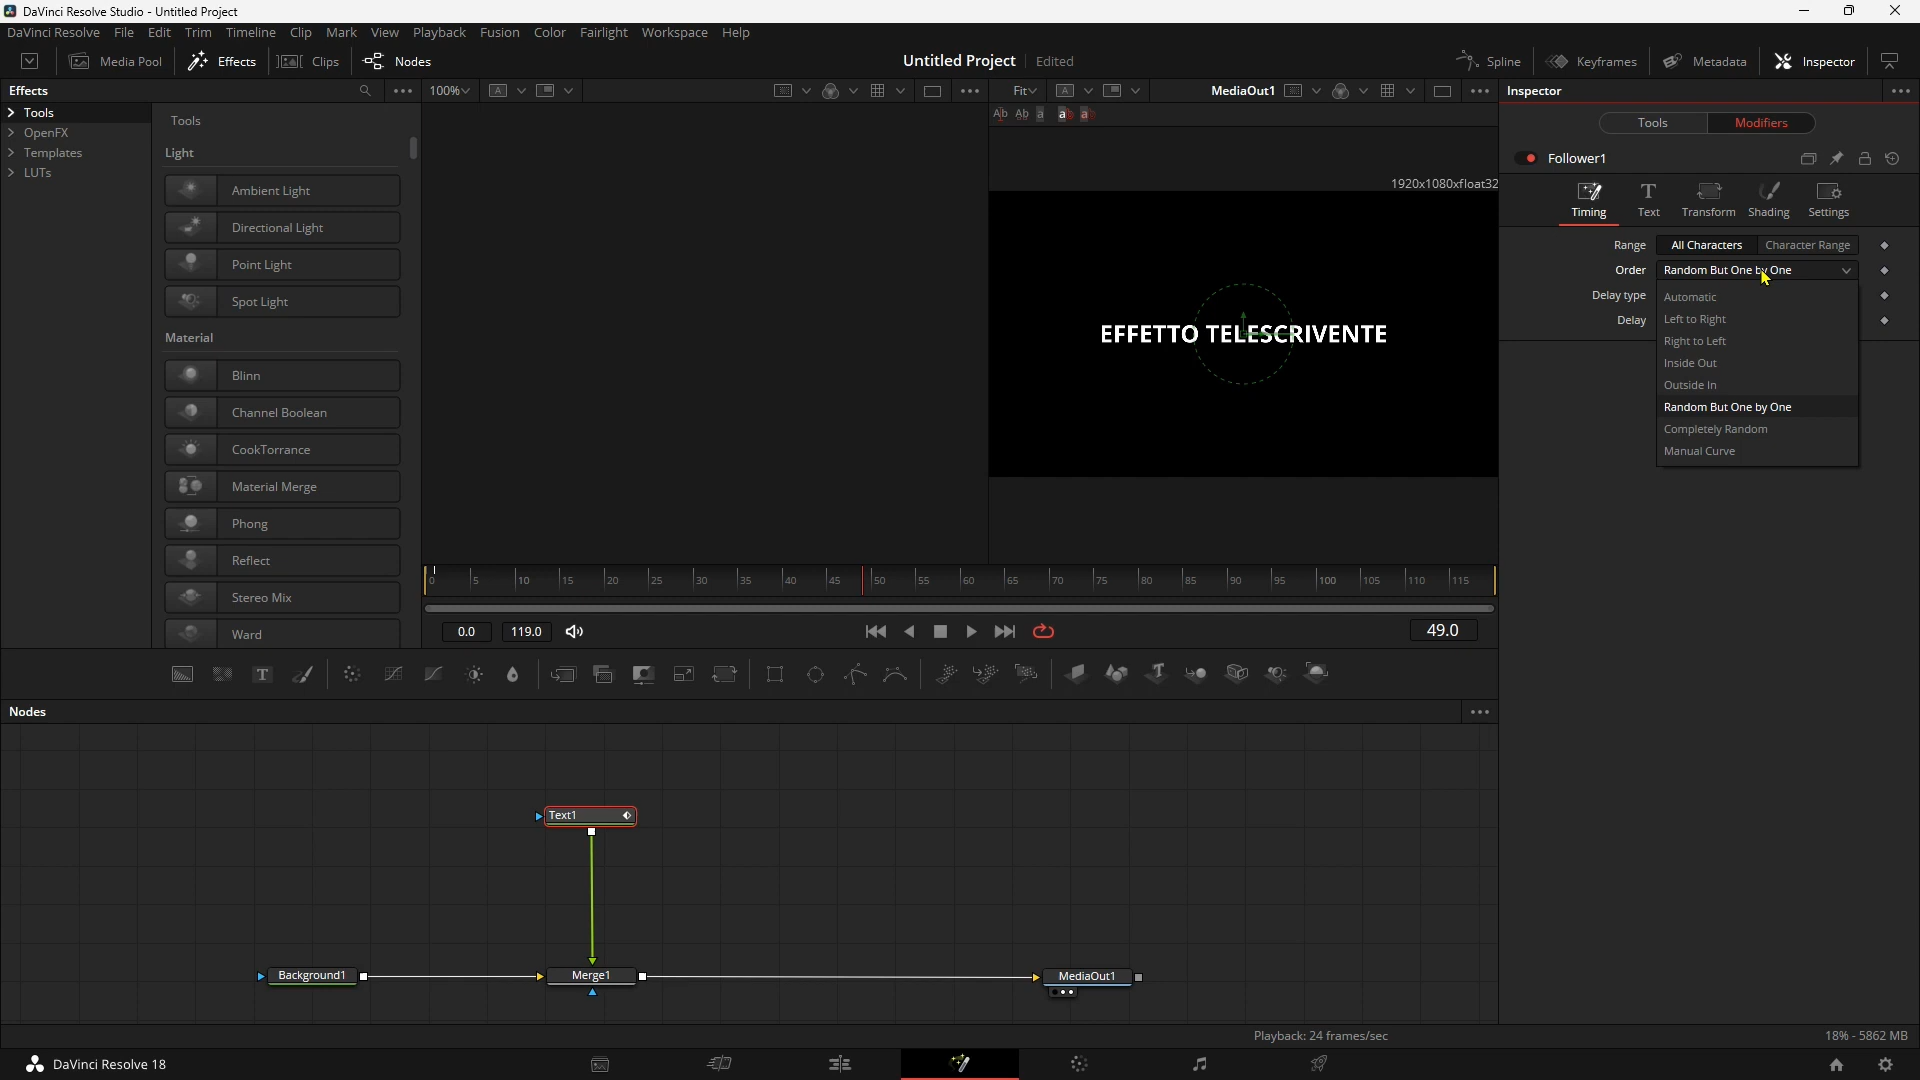 DaVinci Resolve Studio - Untitled Project
DaVinci Resolve File Edit Trim Timeline Clip Mark View Playback Fusion Color Fairlight Workspace Help
Media Pool Effects Clips Nodes Untitled Project Edited Spline Keyframes Metadata Inspector
Effects 100% A Fit A MediaOut1 Inspector
Tools
OpenFX
Templates
LUTs
Tools
Light
Ambient Light
Directional Light
Point Light
Spot Light
Material
Blinn
Channel Boolean
CookTorrance
Material Merge
Phong
Reflect
Stereo Mix
Ward
1920x1080xfloat32
EFFETTO TELESCRIVENTE
Tools Modifiers
Follower1
Timing Text Transform Shading Settings
Range All Characters Character Range
Order Random But One by One
Delay type
Delay
Automatic
Left to Right
Right to Left
Inside Out
Outside In
Random But One by One
Completely Random
Manual Curve
0 5 10 15 20 25 30 35 40 45 50 55 60 65 70 75 80 85 90 95 100 105 110 115
0.0 119.0 49.0
Nodes
Text1
Background1 Merge1 MediaOut1
Playback: 24 frames/sec 18% - 5862 MB
DaVinci Resolve 18